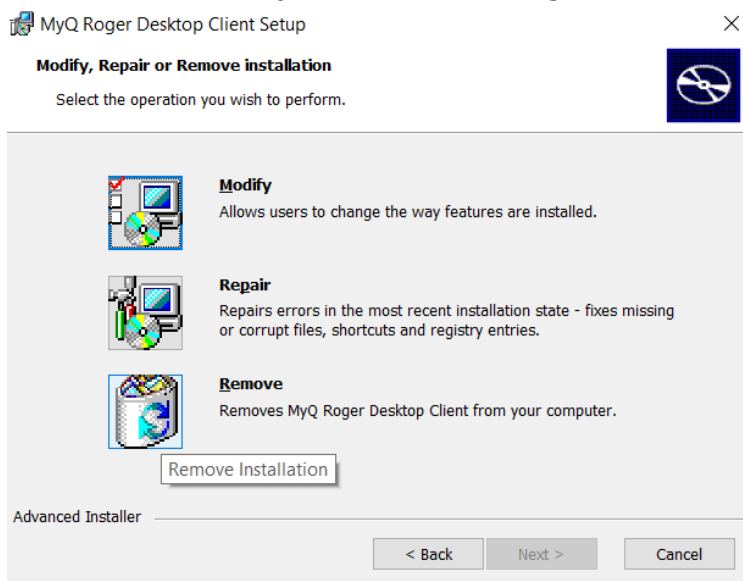 MyQ Roger Desktop Client Setup
Modify, Repair or Remove installation
Select the operation you wish to perform.
Modify
Allows users to change the way features are installed.
Repair
Repairs errors in the most recent installation state - fixes missing
or corrupt files, shortcuts and registry entries.
Remove
Removes MyQ Roger Desktop Client from your computer.
Remove Installation
Advanced Installer
< Back
Next >
Cancel